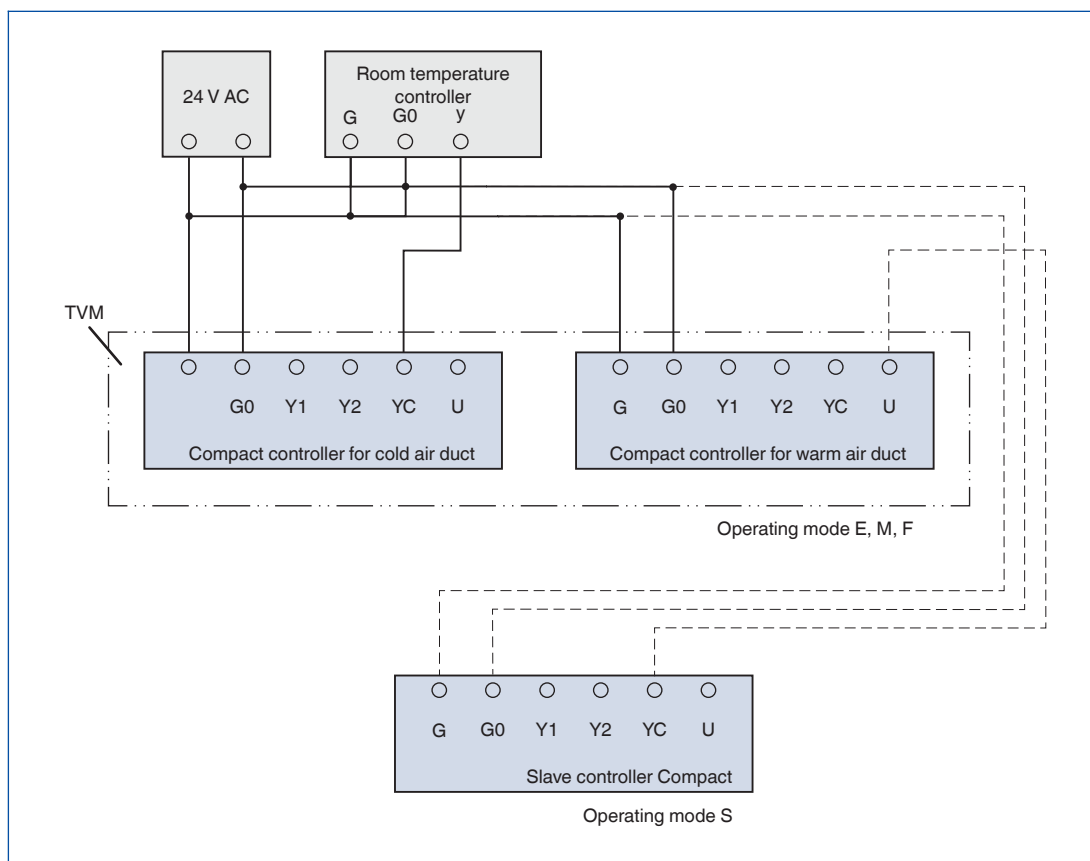 24 V AC
Room temperature
controller
G G0 y
TVM
G0 Y1 Y2 YC U
Compact controller for cold air duct
G G0 Y1 Y2 YC U
Compact controller for warm air duct
Operating mode E, M, F
G G0 Y1 Y2 YC U
Slave controller Compact
Operating mode S